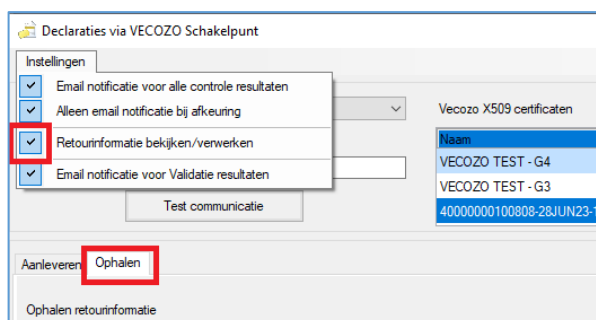 Declaraties via VECOZO Schakelpunt
Instellingen
Email notificatie voor alle controle resultaten
Alleen email notificatie bij afkeuring
Retourinformatie bekijken/verwerken
Email notificatie voor Validatie resultaten
Test communicatie
Vecozo X509 certificaten
Naam
VECOZO TEST - G4
VECOZO TEST - G3
40000000100808-28JUN23-
Aanleveren
Ophalen
Ophalen retourinformatie